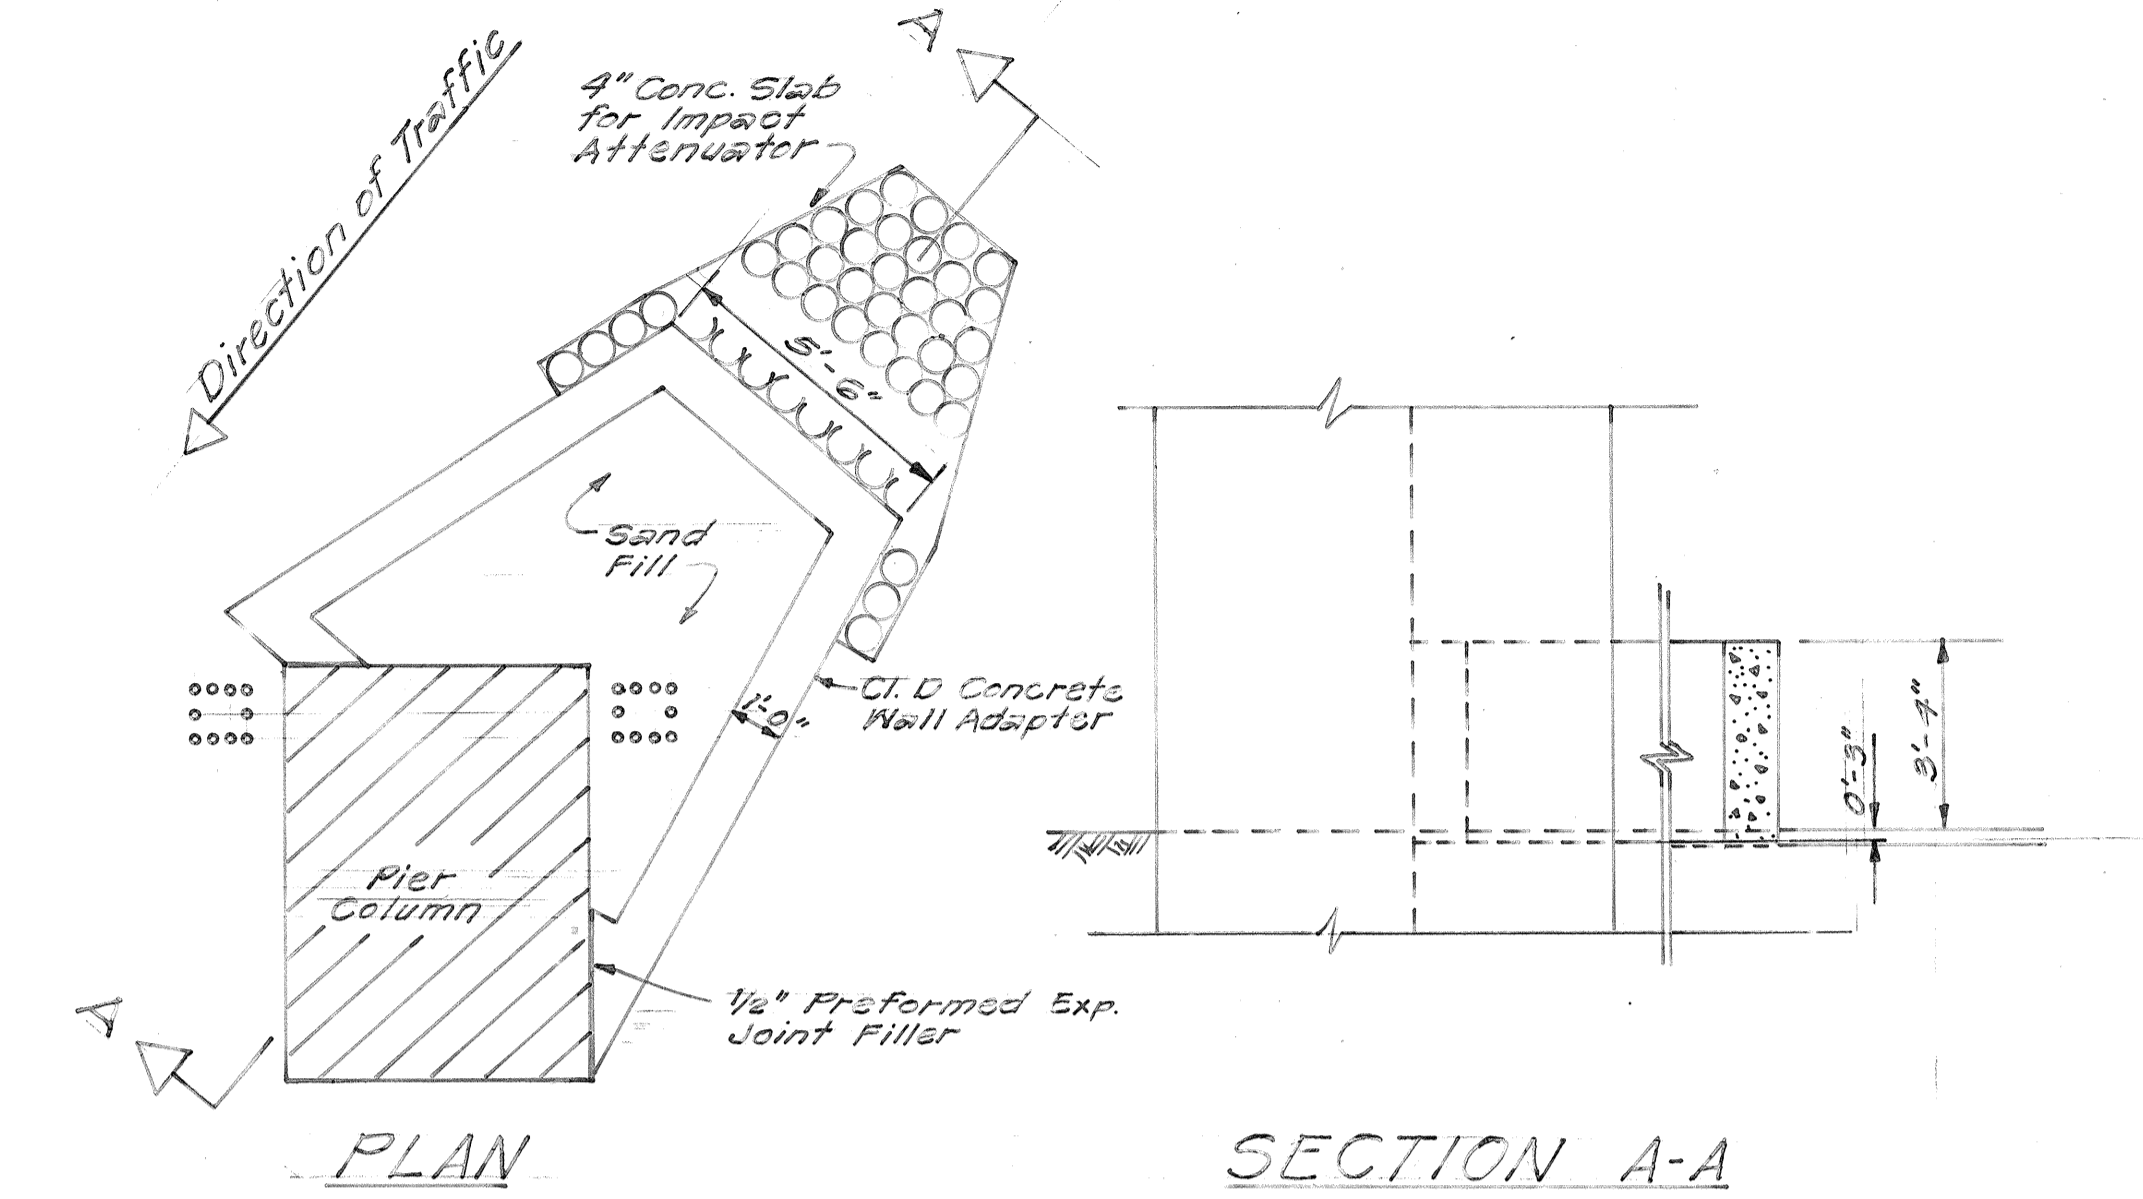 A
4" Conc. Slab
for Impact
Attenuator
Direction of Traffic
5'-6"
Sand
Fill
Cl. D Concrete
Wall Adapter
1'-0"
Pier
Column
1/2" Preformed Exp.
Joint Filler
A
PLAN
0'-3"
3'-4"
SECTION A-A